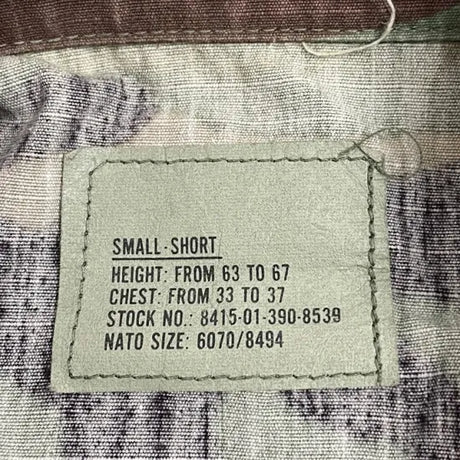 SMALL-SHORT
HEIGHT: FROM 63 TO 67
CHEST: FROM 33 TO 37
STOCK NO.: 8415-01-390-8539
NATO SIZE: 6070/8494